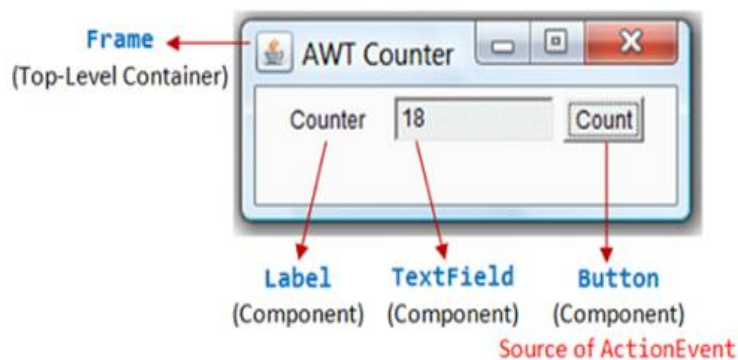 Frame
(Top-Level Container)
AWT Counter
Counter
18
Count
Label
(Component)
TextField
(Component)
Button
(Component)
Source of ActionEvent